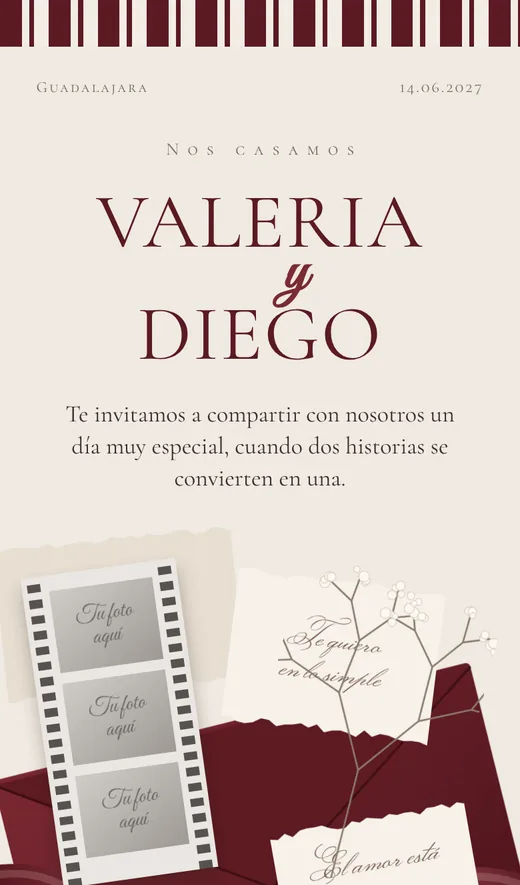 Guadalajara
14.06.2027
Nos casamos
VALERIA
y
DIEGO
Te invitamos a compartir con nosotros un
día muy especial, cuando dos historias se
convierten en una.
Tu foto
aquí
Tu foto
aquí
Tu foto
aquí
Te quiero
en lo simple
El amor está